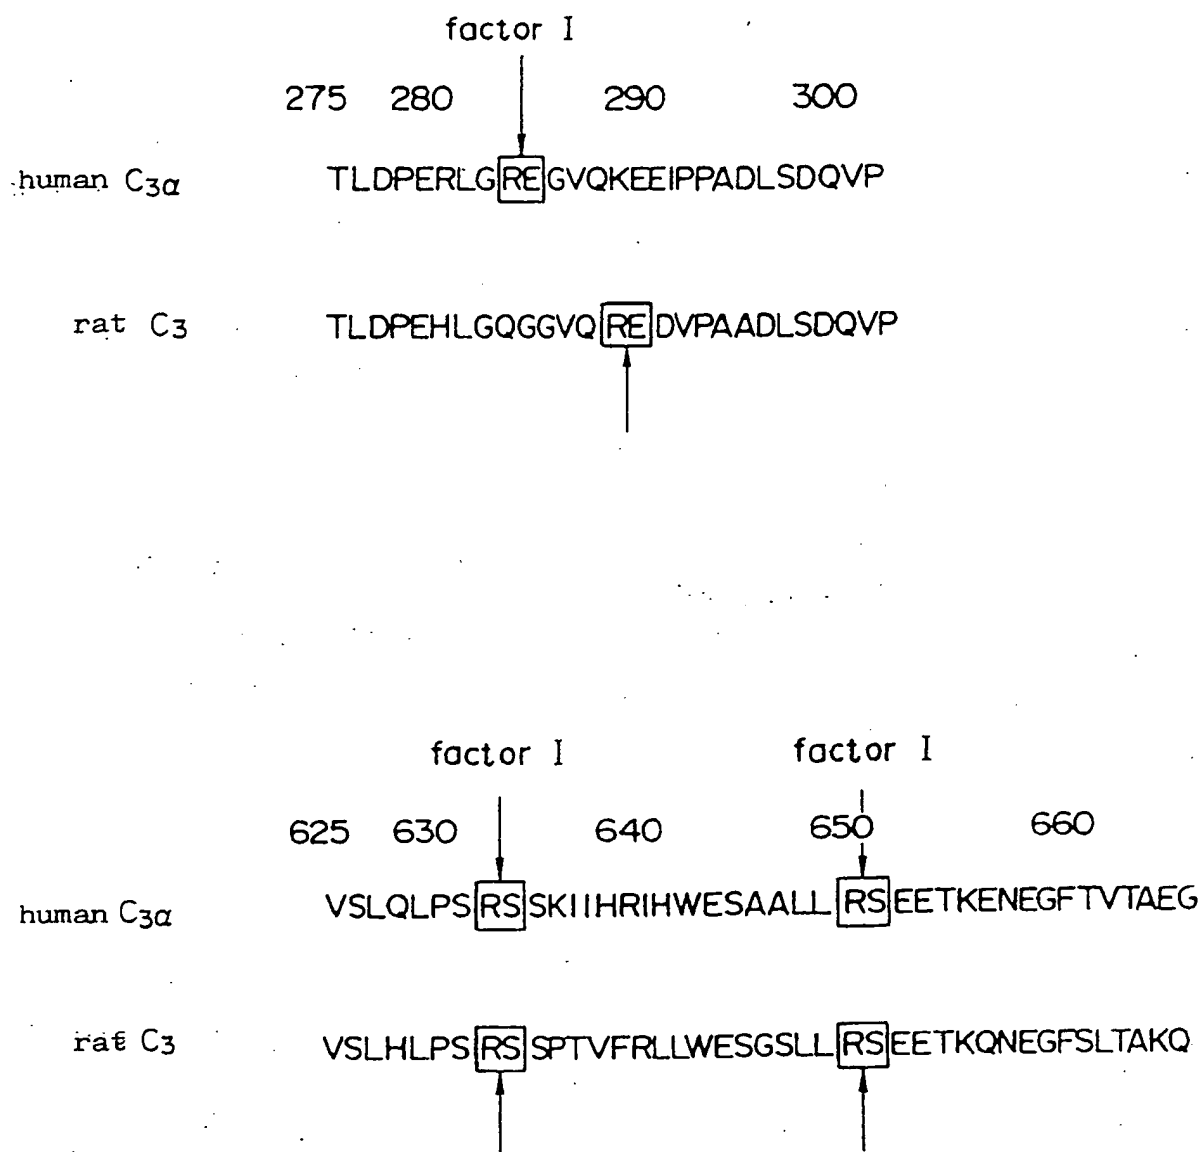 factor I
275 280 290 300
human C3α TLDPERLGREGVQKEEIPPADLSDQVP
rat C3 TLDPEHLGQGGVQREDVPAADLSDQVP
factor I factor I
625 630 640 650 660
human C3α VSLQLPSRSSKIIHRIHWESAALLRSEETKENEGFTVTAEG
rat C3 VSLHLPSRSSPTVFRLLWESGSLLRSEETKQNEGFSLTAKQ